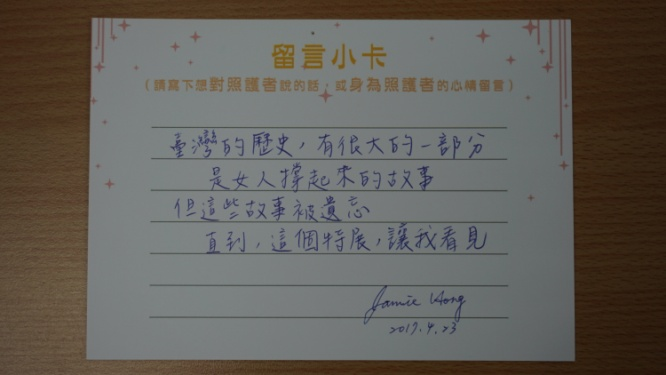 留言小卡
(請寫下想對照護者說的話，或身為照護者的心情留言)
臺灣的歷史，有很大的一部分
是女人撐起來的故事
但這些故事被遺忘
直到，這個特展，讓我看見
Jamie Hong
2017.4.23